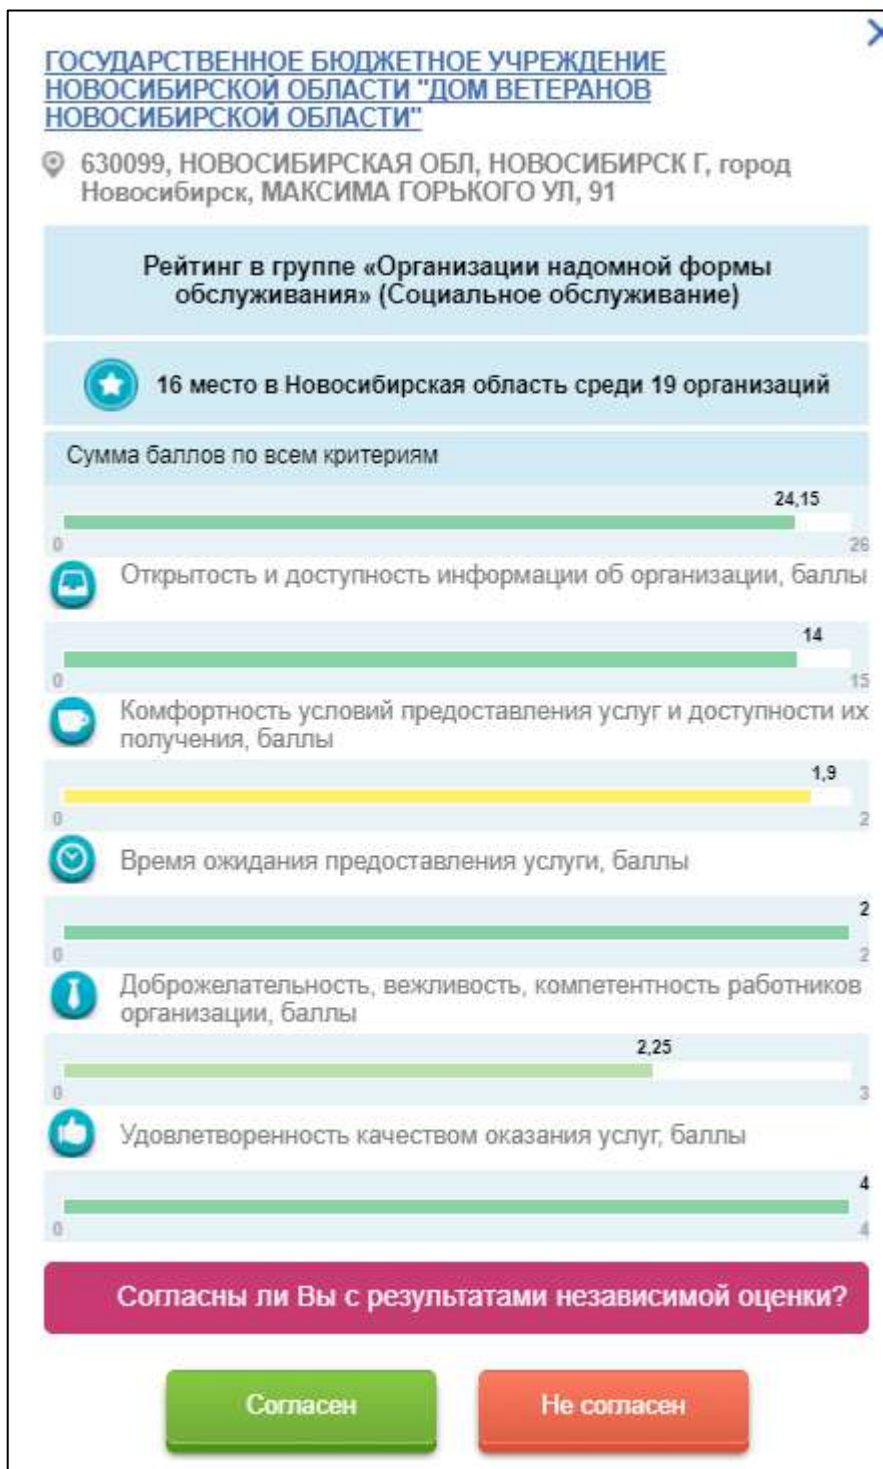 ГОСУДАРСТВЕННОЕ БЮДЖЕТНОЕ УЧРЕЖДЕНИЕ
НОВОСИБИРСКОЙ ОБЛАСТИ "ДОМ ВЕТЕРАНОВ
НОВОСИБИРСКОЙ ОБЛАСТИ"
630099, НОВОСИБИРСКАЯ ОБЛ, НОВОСИБИРСК Г, город
Новосибирск, МАКСИМА ГОРЬКОГО УЛ, 91
Рейтинг в группе «Организации надомной формы
обслуживания» (Социальное обслуживание)
16 место в Новосибирская область среди 19 организаций
Сумма баллов по всем критериям
24,15
0 26
Открытость и доступность информации об организации, баллы
14
0 15
Комфортность условий предоставления услуг и доступности их
получения, баллы
1,9
0 2
Время ожидания предоставления услуги, баллы
2
0 2
Доброжелательность, вежливость, компетентность работников
организации, баллы
2,25
0 3
Удовлетворенность качеством оказания услуг, баллы
4
0 4
Согласны ли Вы с результатами независимой оценки?
Согласен Не согласен